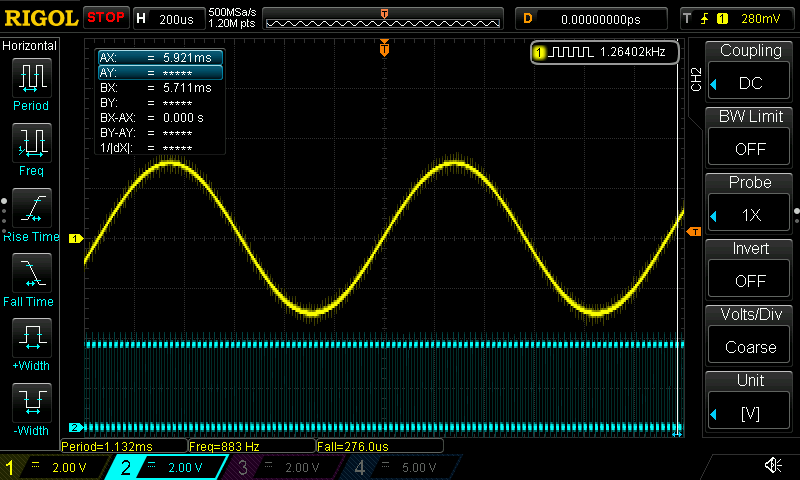 RIGOL STOP H 200us 500MSa/s 1.20M pts T D 0.00000000ps T 1 280mV
Horizontal
Period
Freq
Rise Time
Fall Time
+Width
-Width
AX: = 5.921ms
AY: = *****
BX: = 5.711ms
BY: = *****
BX-AX: = 0.000 s
BY-AY: = *****
1/|dX|: = *****
T
1 1.26402kHz
1
T
2
CH2
Coupling
DC
BW Limit
OFF
Probe
1X
Invert
OFF
Volts/Div
Coarse
Unit
[V]
Period=1.132ms Freq=883 Hz Fall=276.0us
1 = 2.00 V 2 = 2.00 V 3 = 2.00 V 4 = 5.00 V